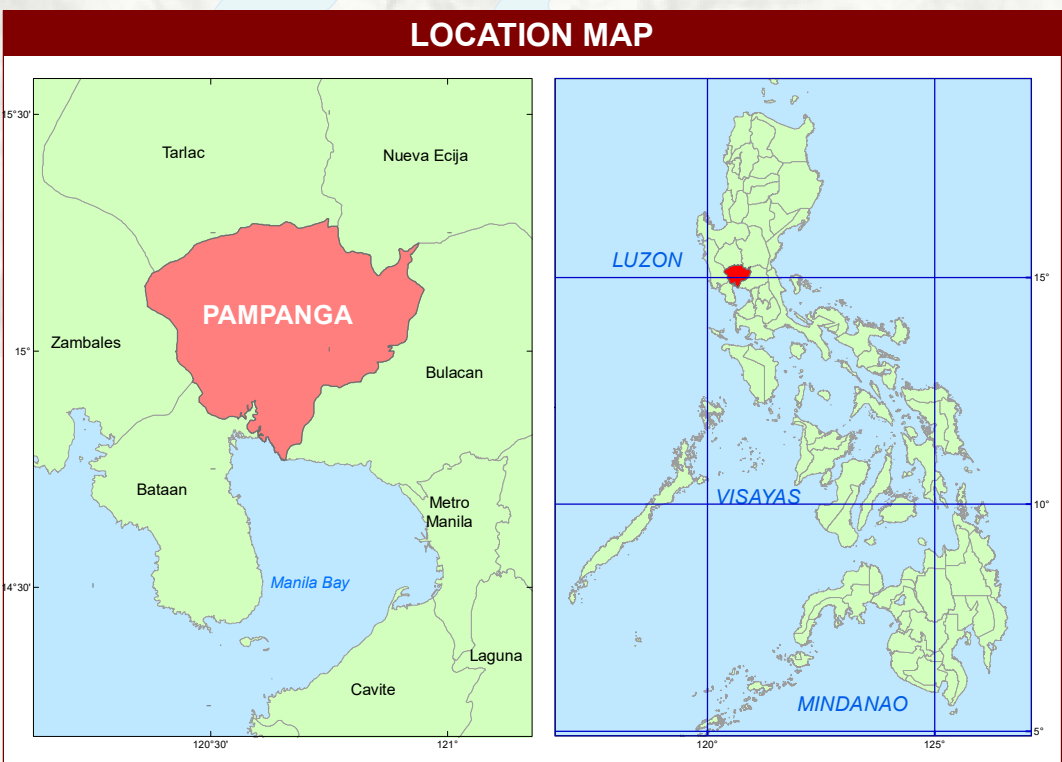 LOCATION MAP
15°30'
Tarlac
Nueva Ecija
PAMPANGA
Zambales
15°
Bulacan
Bataan
Metro
Manila
Manila Bay
14°30'
Laguna
Cavite
120°30'
121°
LUZON
15°
VISAYAS
10°
MINDANAO
5°
120°
125°